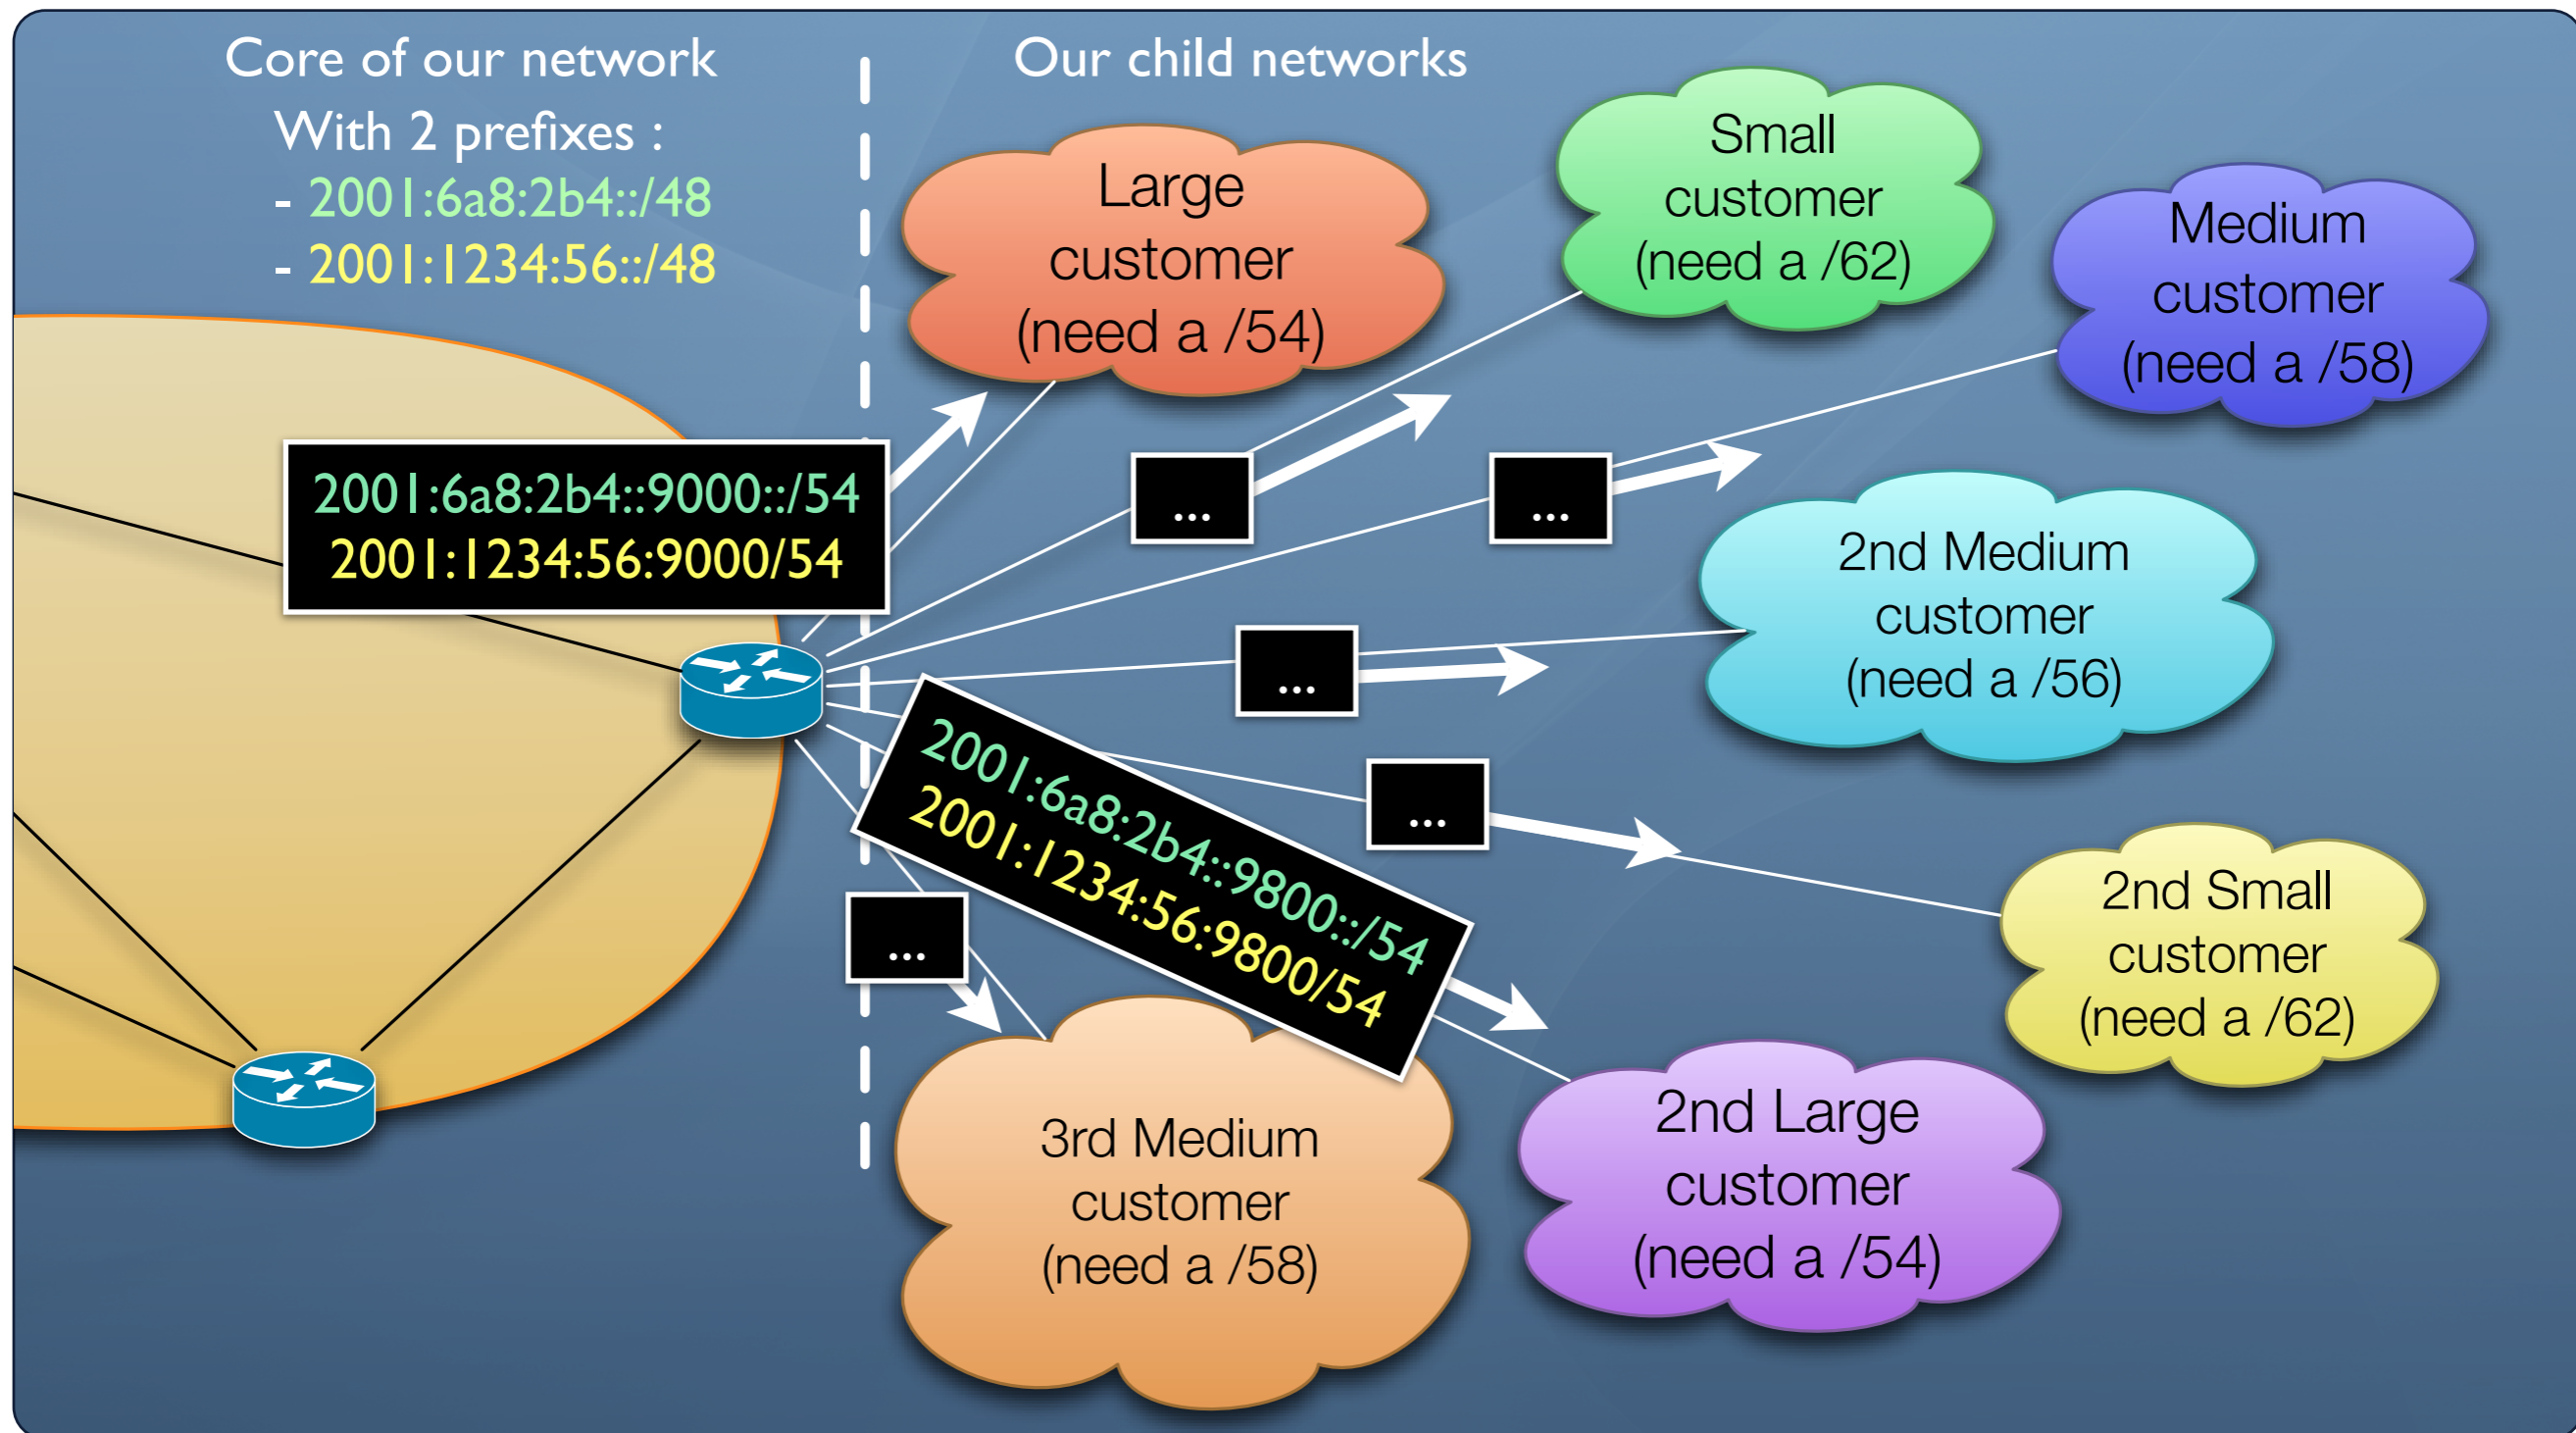 Core of our network
With 2 prefixes :
- 2001:6a8:2b4::/48
- 2001:1234:56::/48
Our child networks
Large
customer
(need a /54)
Small
customer
(need a /62)
Medium
customer
(need a /58)
2001:6a8:2b4::9000::/54
2001:1234:56:9000/54
...
...
2nd Medium
customer
(need a /56)
...
2001:6a8:2b4::9800::/54
2001:1234:56:9800/54
...
2nd Small
customer
(need a /62)
...
3rd Medium
customer
(need a /58)
2nd Large
customer
(need a /54)